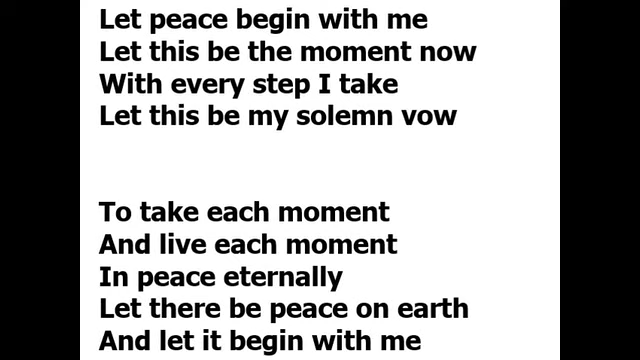 Let peace begin with me
Let this be the moment now
With every step I take
Let this be my solemn vow
To take each moment
And live each moment
In peace eternally
Let there be peace on earth
And let it begin with me